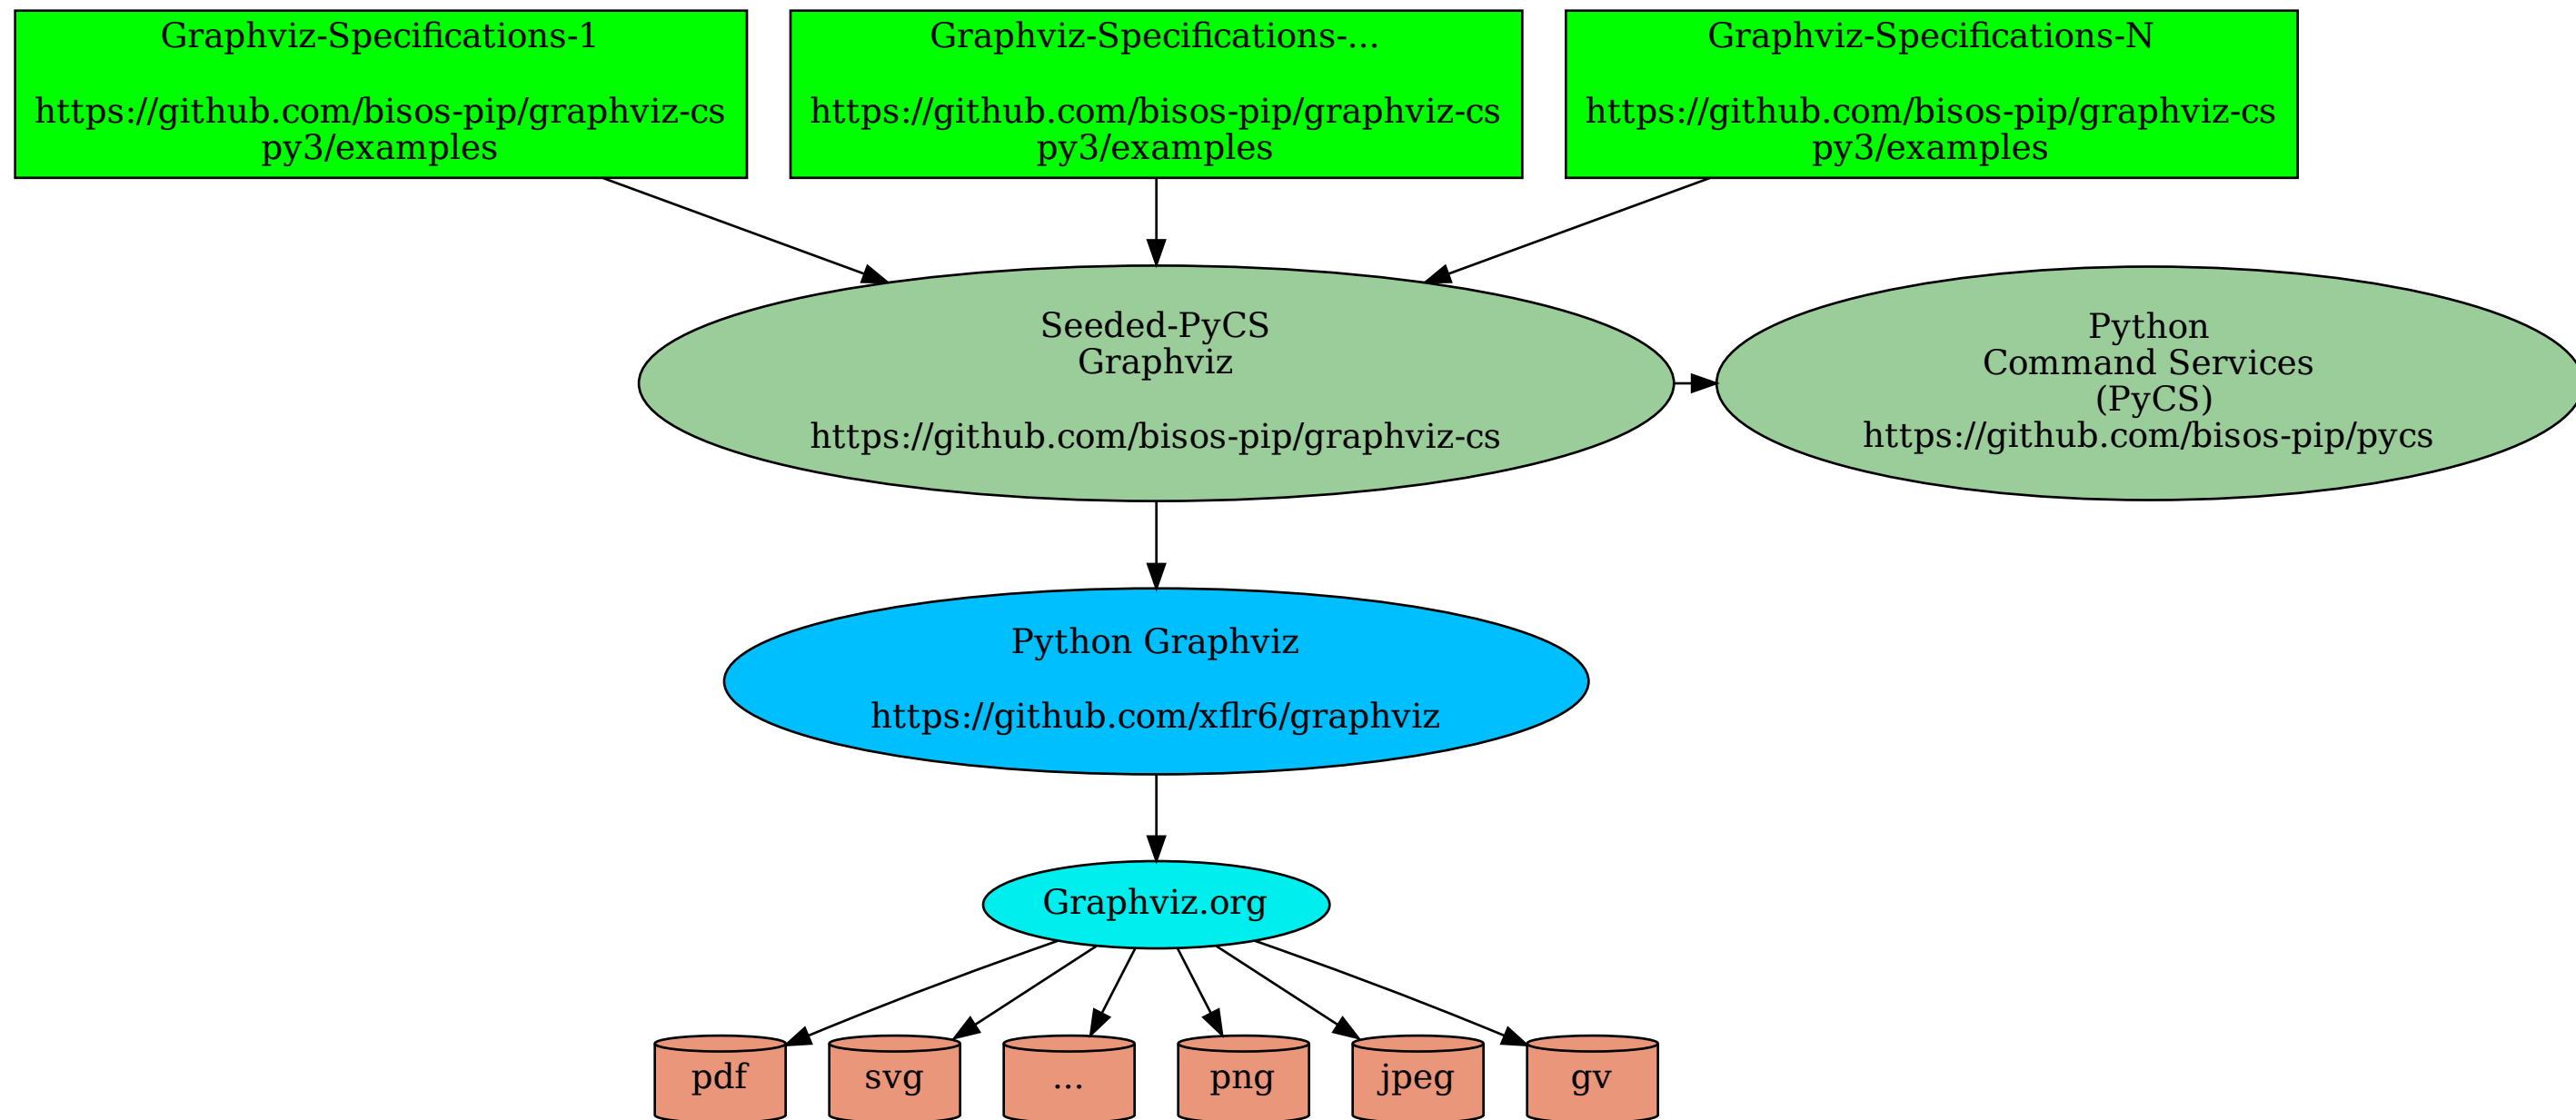 Graphviz-Specifications-1
https://github.com/bisos-pip/graphviz-cs
py3/examples
Graphviz-Specifications-...
https://github.com/bisos-pip/graphviz-cs
py3/examples
Graphviz-Specifications-N
https://github.com/bisos-pip/graphviz-cs
py3/examples
Seeded-PyCS
Graphviz
https://github.com/bisos-pip/graphviz-cs
Python
Command Services
(PyCS)
https://github.com/bisos-pip/pycs
Python Graphviz
https://github.com/xflr6/graphviz
Graphviz.org
pdf
svg
...
png
jpeg
gv